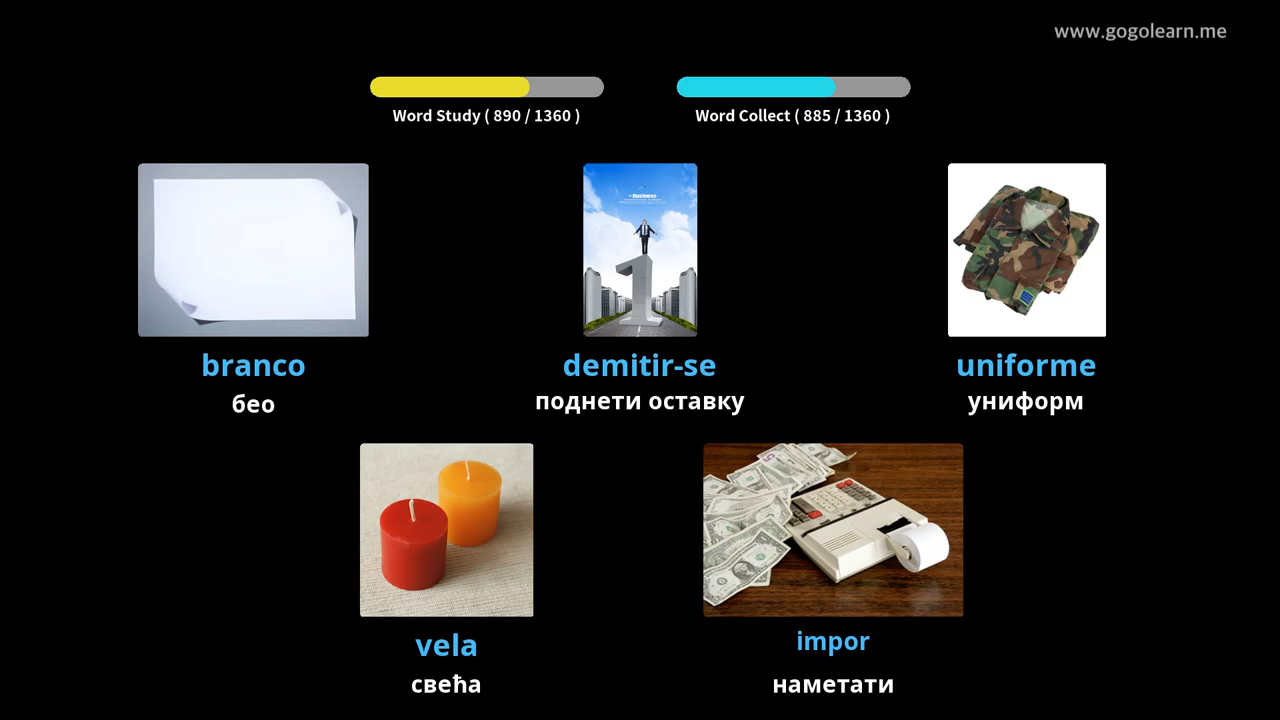 www.gogolearn.me
Word Study ( 890 / 1360 )
Word Collect ( 885 / 1360 )
Business
branco
demitir-se
uniforme
бео
поднети оставку
униформ
vela
impor
свећа
наметати